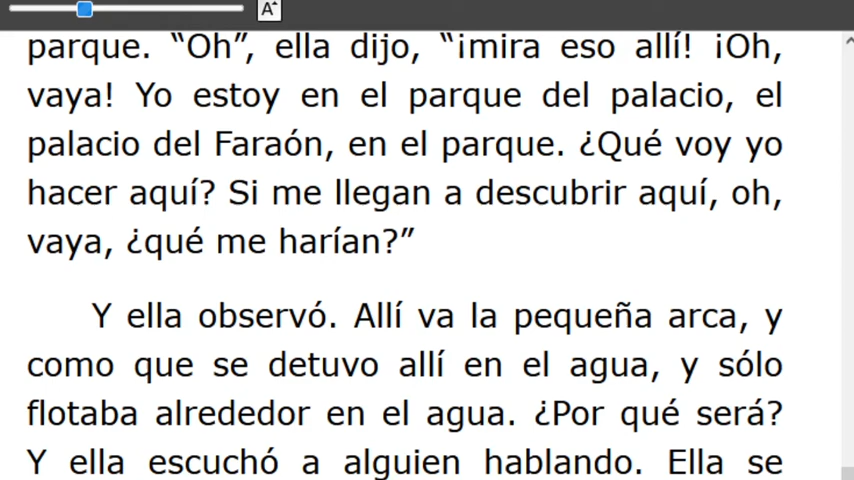 A
parque. “Oh”, ella dijo, “¡mira eso allí! ¡Oh,
vaya! Yo estoy en el parque del palacio, el
palacio del Faraón, en el parque. ¿Qué voy yo
hacer aquí? Si me llegan a descubrir aquí, oh,
vaya, ¿qué me harían?”
Y ella observó. Allí va la pequeña arca, y
como que se detuvo allí en el agua, y sólo
flotaba alrededor en el agua. ¿Por qué será?
Y ella escuchó a alguien hablando. Ella se